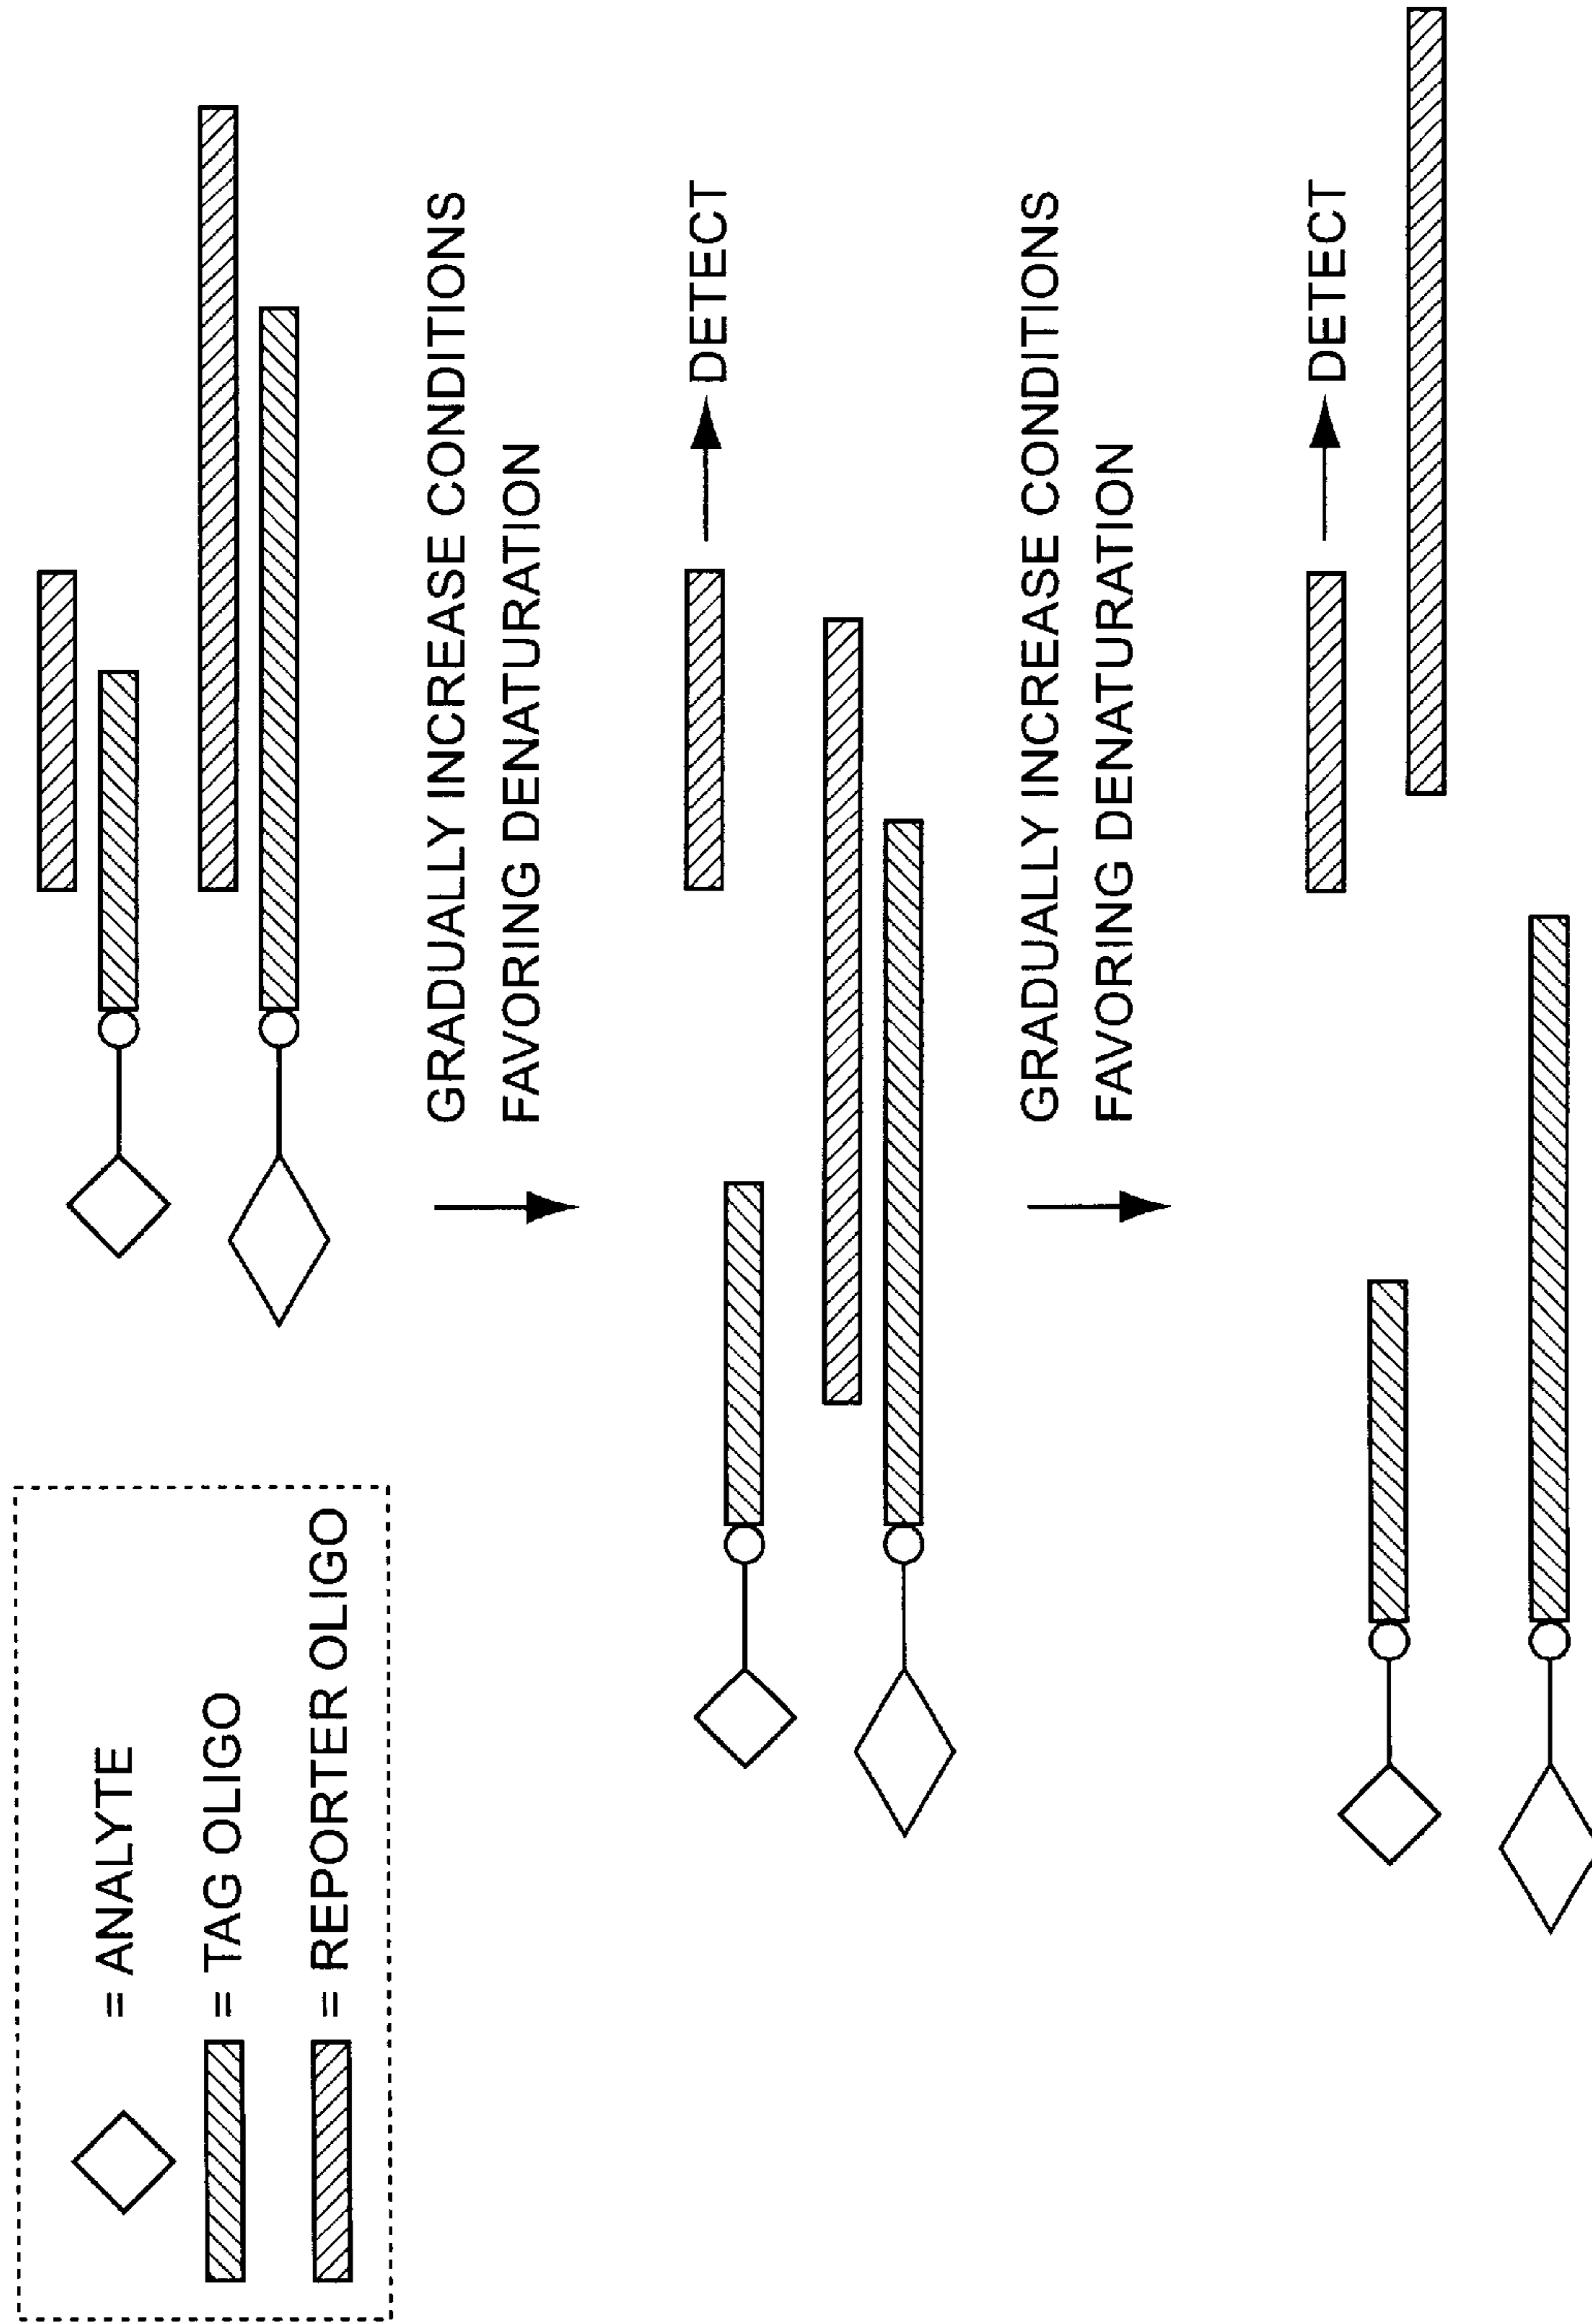 = ANALYTE
= TAG OLIGO
= REPORTER OLIGO
GRADUALLY INCREASE CONDITIONS
FAVORING DENATURATION
DETECT
GRADUALLY INCREASE CONDITIONS
FAVORING DENATURATION
DETECT